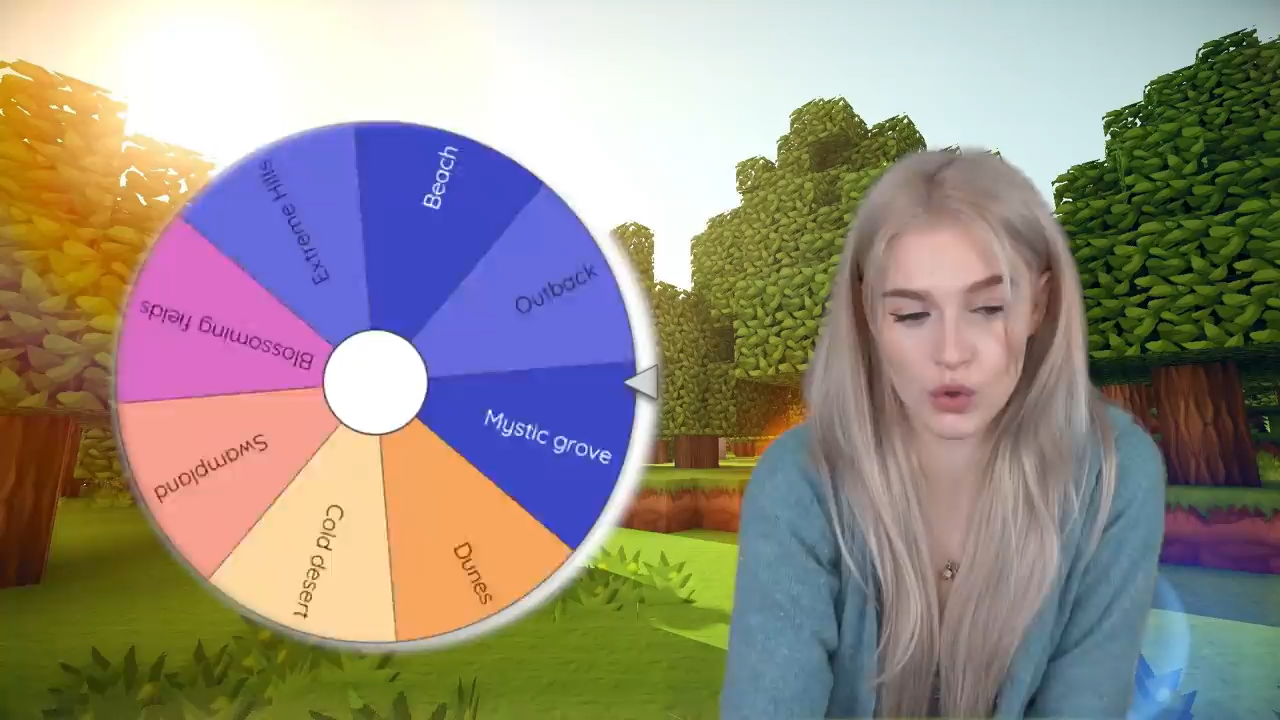 Beach
Outback
Mystic grove
Dunes
Cold desert
Swampland
Blossoming fields
Extreme Hills